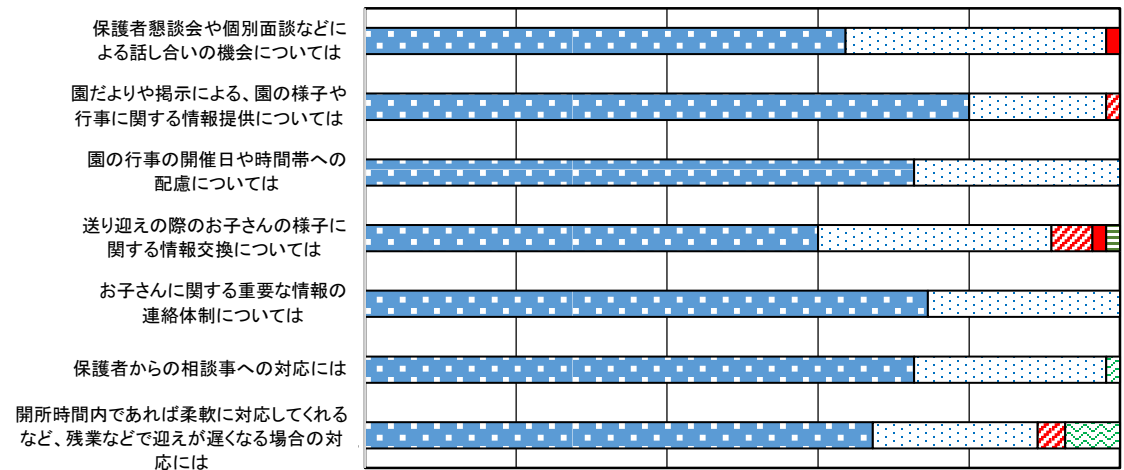 保護者懇談会や個別面談などに
よる話し合いの機会については
園だよりや掲示による、園の様子や
行事に関する情報提供については
園の行事の開催日や時間帯への
配慮については
送り迎えの際のお子さんの様子に
関する情報交換については
お子さんに関する重要な情報の
連絡体制については
保護者からの相談事への対応には
開所時間内であれば柔軟に対応してくれる
など、残業などで迎えが遅くなる場合の対
応には